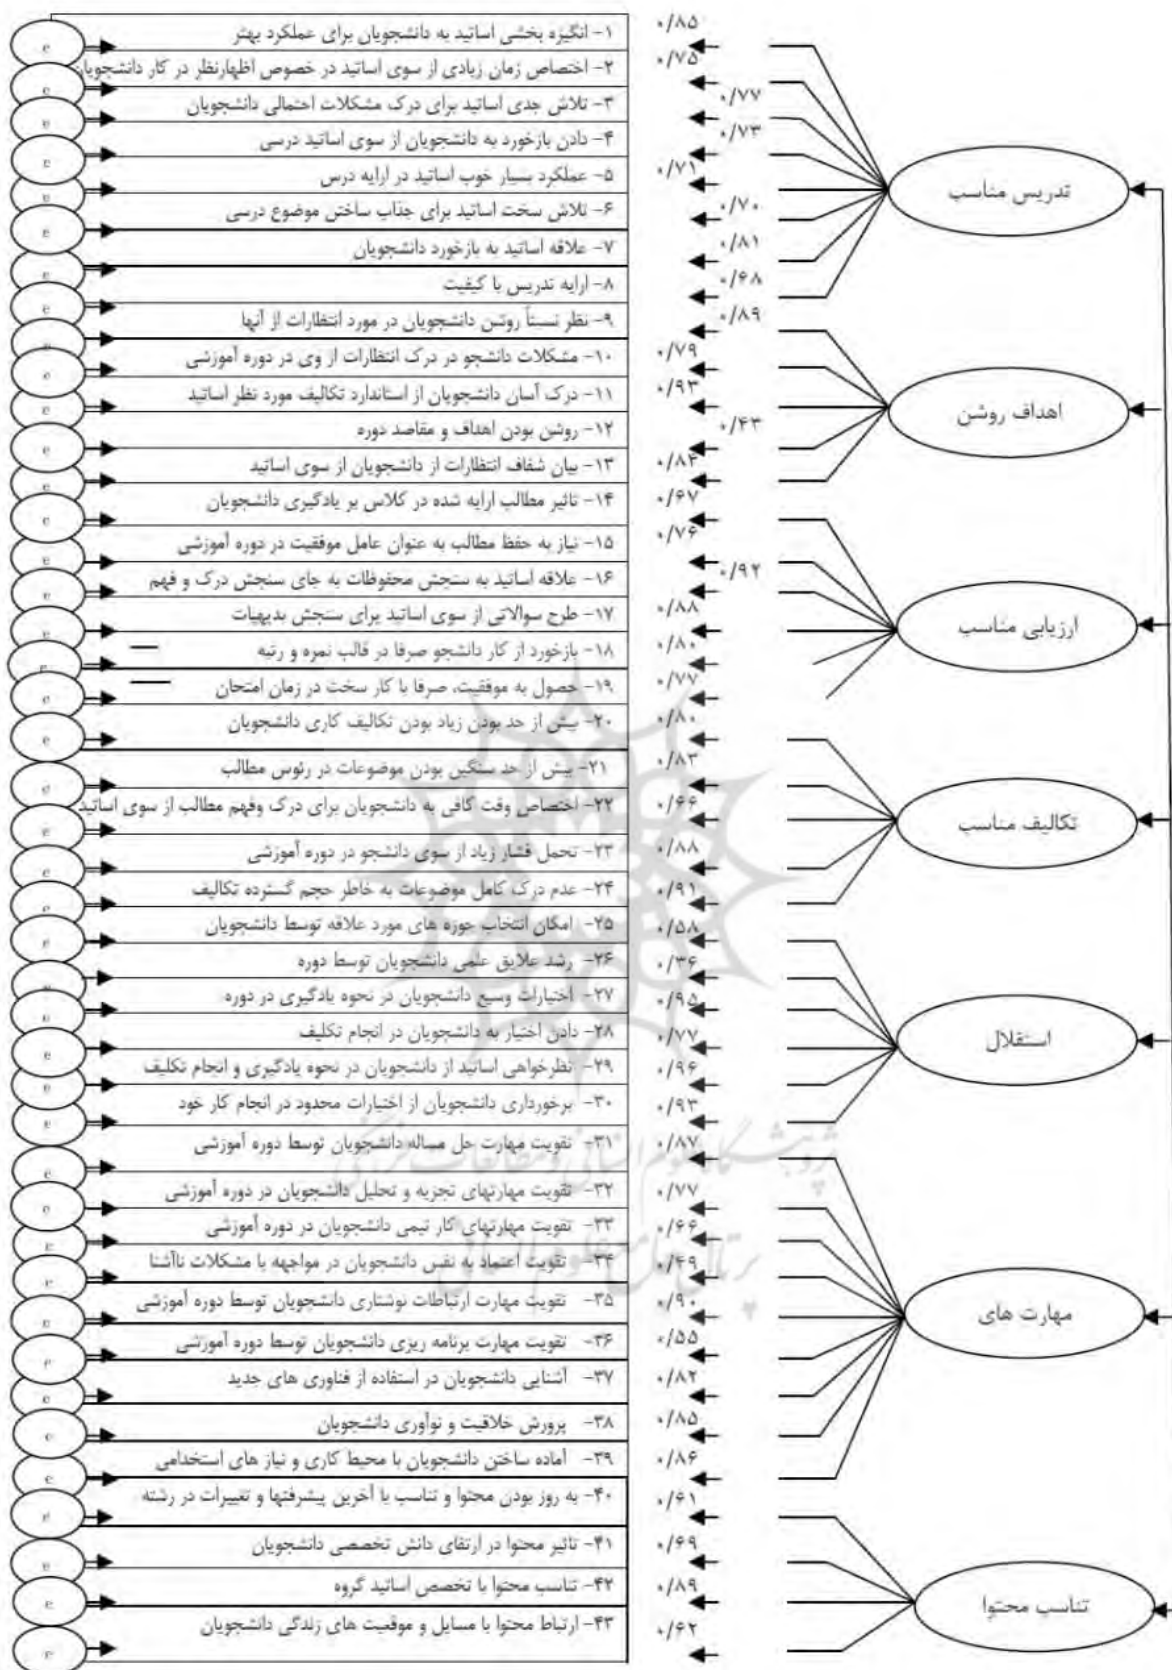 ۱- انگیزه بخشی اساتید به دانشجویان برای عملکرد بهتر
۰/۸۵
۲- اختصاص زمان زیادی از سوی اساتید در خصوص اظهارنظر در کار دانشجویان
۰/۷۵
۳- تلاش جدی اساتید برای درک مشکلات احتمالی دانشجویان
۰/۷۷
۴- دادن بازخورد به دانشجویان از سوی اساتید درسی
۰/۷۳
۵- عملکرد بسیار خوب اساتید در ارایه درس
۰/۷۱
۶- تلاش سخت اساتید برای جذاب ساختن موضوع درسی
۰/۷۰
۷- علاقه اساتید به بازخورد دانشجویان
۰/۸۱
۸- ارایه تدریس با کیفیت
۰/۶۸
تدریس مناسب
۹- نظر نسبتاً روشن دانشجویان در مورد انتظارات از آنها
۰/۸۹
۱۰- مشکلات دانشجو در درک انتظارات از وی در دوره آموزشی
۰/۷۹
۱۱- درک آسان دانشجویان از استاندارد تکالیف مورد نظر اساتید
۰/۹۳
۱۲- روشن بودن اهداف و مقاصد دوره
۰/۴۳
۱۳- بیان شفاف انتظارات از دانشجویان از سوی اساتید
اهداف روشن
۱۴- تاثیر مطالب ارایه شده در کلاس بر یادگیری دانشجویان
۰/۶۷
۱۵- نیاز به حفظ مطالب به عنوان عامل موفقیت در دوره آموزشی
۰/۷۶
۱۶- علاقه اساتید به سنجش محفوظات به جای سنجش درک و فهم
۰/۹۲
۱۷- طرح سوالاتی از سوی اساتید برای سنجش بدیهیات
۰/۸۸
۱۸- بازخورد از کار دانشجو صرفا در قالب نمره و رتبه
۰/۸۰
۱۹- حصول به موفقیت، صرفا با کار سخت در زمان امتحان
۰/۷۷
ارزیابی مناسب
۲۰- بیش از حد بودن زیاد بودن تکالیف کاری دانشجویان
۰/۸۰
۲۱- بیش از حد سنگین بودن موضوعات در رئوس مطالب
۰/۸۳
۲۲- اختصاص وقت کافی به دانشجویان برای درک وفهم مطالب از سوی اساتید
۰/۶۶
۲۳- تحمل فشار زیاد از سوی دانشجو در دوره آموزشی
۰/۸۸
۲۴- عدم درک کامل موضوعات به خاطر حجم گسترده تکالیف
۰/۹۱
تکالیف مناسب
۲۵- امکان انتخاب حوزه های مورد علاقه توسط دانشجویان
۰/۵۸
۲۶- رشد علایق علمی دانشجویان توسط دوره
۰/۳۶
۲۷- اختیارات وسیع دانشجویان در نحوه یادگیری در دوره
۰/۹۵
۲۸- دادن اختیار به دانشجویان در انجام تکلیف
۰/۷۷
۲۹- نظرخواهی اساتید از دانشجویان در نحوه یادگیری و انجام تکلیف
۰/۹۶
۳۰- برخورداری دانشجویان از اختیارات محدود در انجام کار خود
۰/۹۳
استقلال
۳۱- تقویت مهارت حل مساله دانشجویان توسط دوره آموزشی
۰/۸۷
۳۲- تقویت مهارتهای تجزیه و تحلیل دانشجویان در دوره آموزشی
۰/۷۷
۳۳- تقویت مهارتهای کار تیمی دانشجویان در دوره آموزشی
۰/۶۶
۳۴- تقویت اعتماد به نفس دانشجویان در مواجهه با مشکلات ناآشنا
۳۵- تقویت مهارت ارتباطات نوشتاری دانشجویان توسط دوره آموزشی
۰/۹۰
۳۶- تقویت مهارت برنامه ریزی دانشجویان توسط دوره آموزشی
۰/۵۵
۳۷- آشنایی دانشجویان در استفاده از فناوری های جدید
۰/۸۲
۳۸- پرورش خلاقیت و نوآوری دانشجویان
۰/۸۵
۳۹- آماده ساختن دانشجویان با محیط کاری و نیاز های استخدامی
۰/۸۶
مهارت های
۴۰- به روز بودن محتوا و تناسب با آخرین پیشرفتها و تغییرات در رشته
۰/۶۱
۴۱- تاثیر محتوا در ارتقای دانش تخصصی دانشجویان
۰/۶۹
۴۲- تناسب محتوا با تخصص اساتید گروه
۰/۸۹
۴۳- ارتباط محتوا با مسایل و موقعیت های زندگی دانشجویان
۰/۶۲
تناسب محتوا
پژوهشگاه علوم انسانی و مطالعات فرهنگی
پرتال جامع علوم انسانی